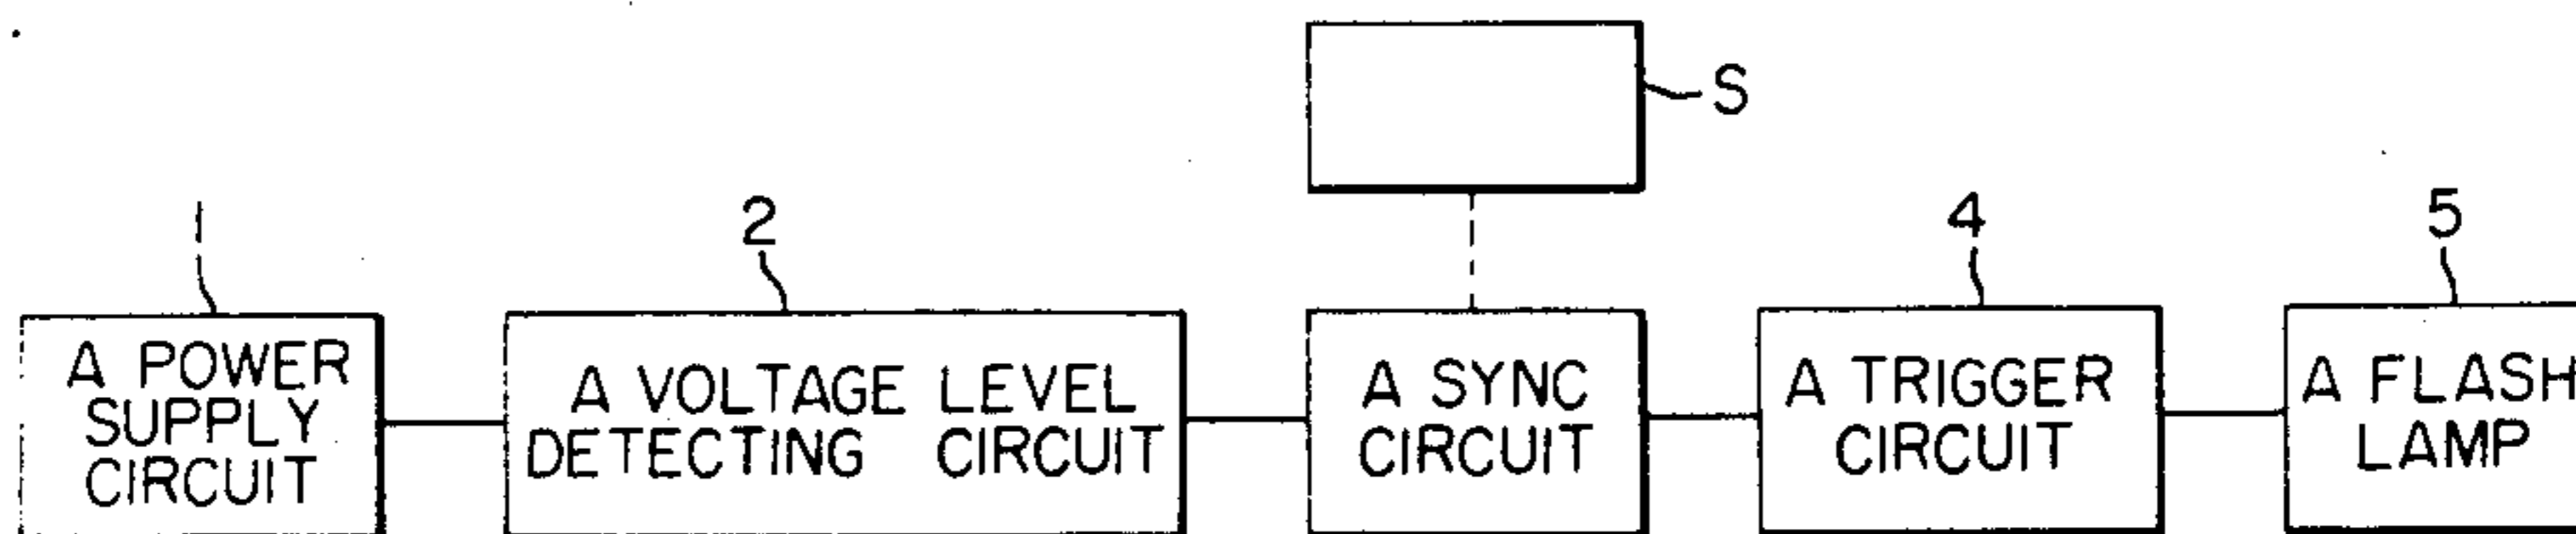 S
1
2
4
5
A POWER
SUPPLY
CIRCUIT
A VOLTAGE LEVEL
DETECTING CIRCUIT
A SYNC
CIRCUIT
A TRIGGER
CIRCUIT
A FLASH
LAMP